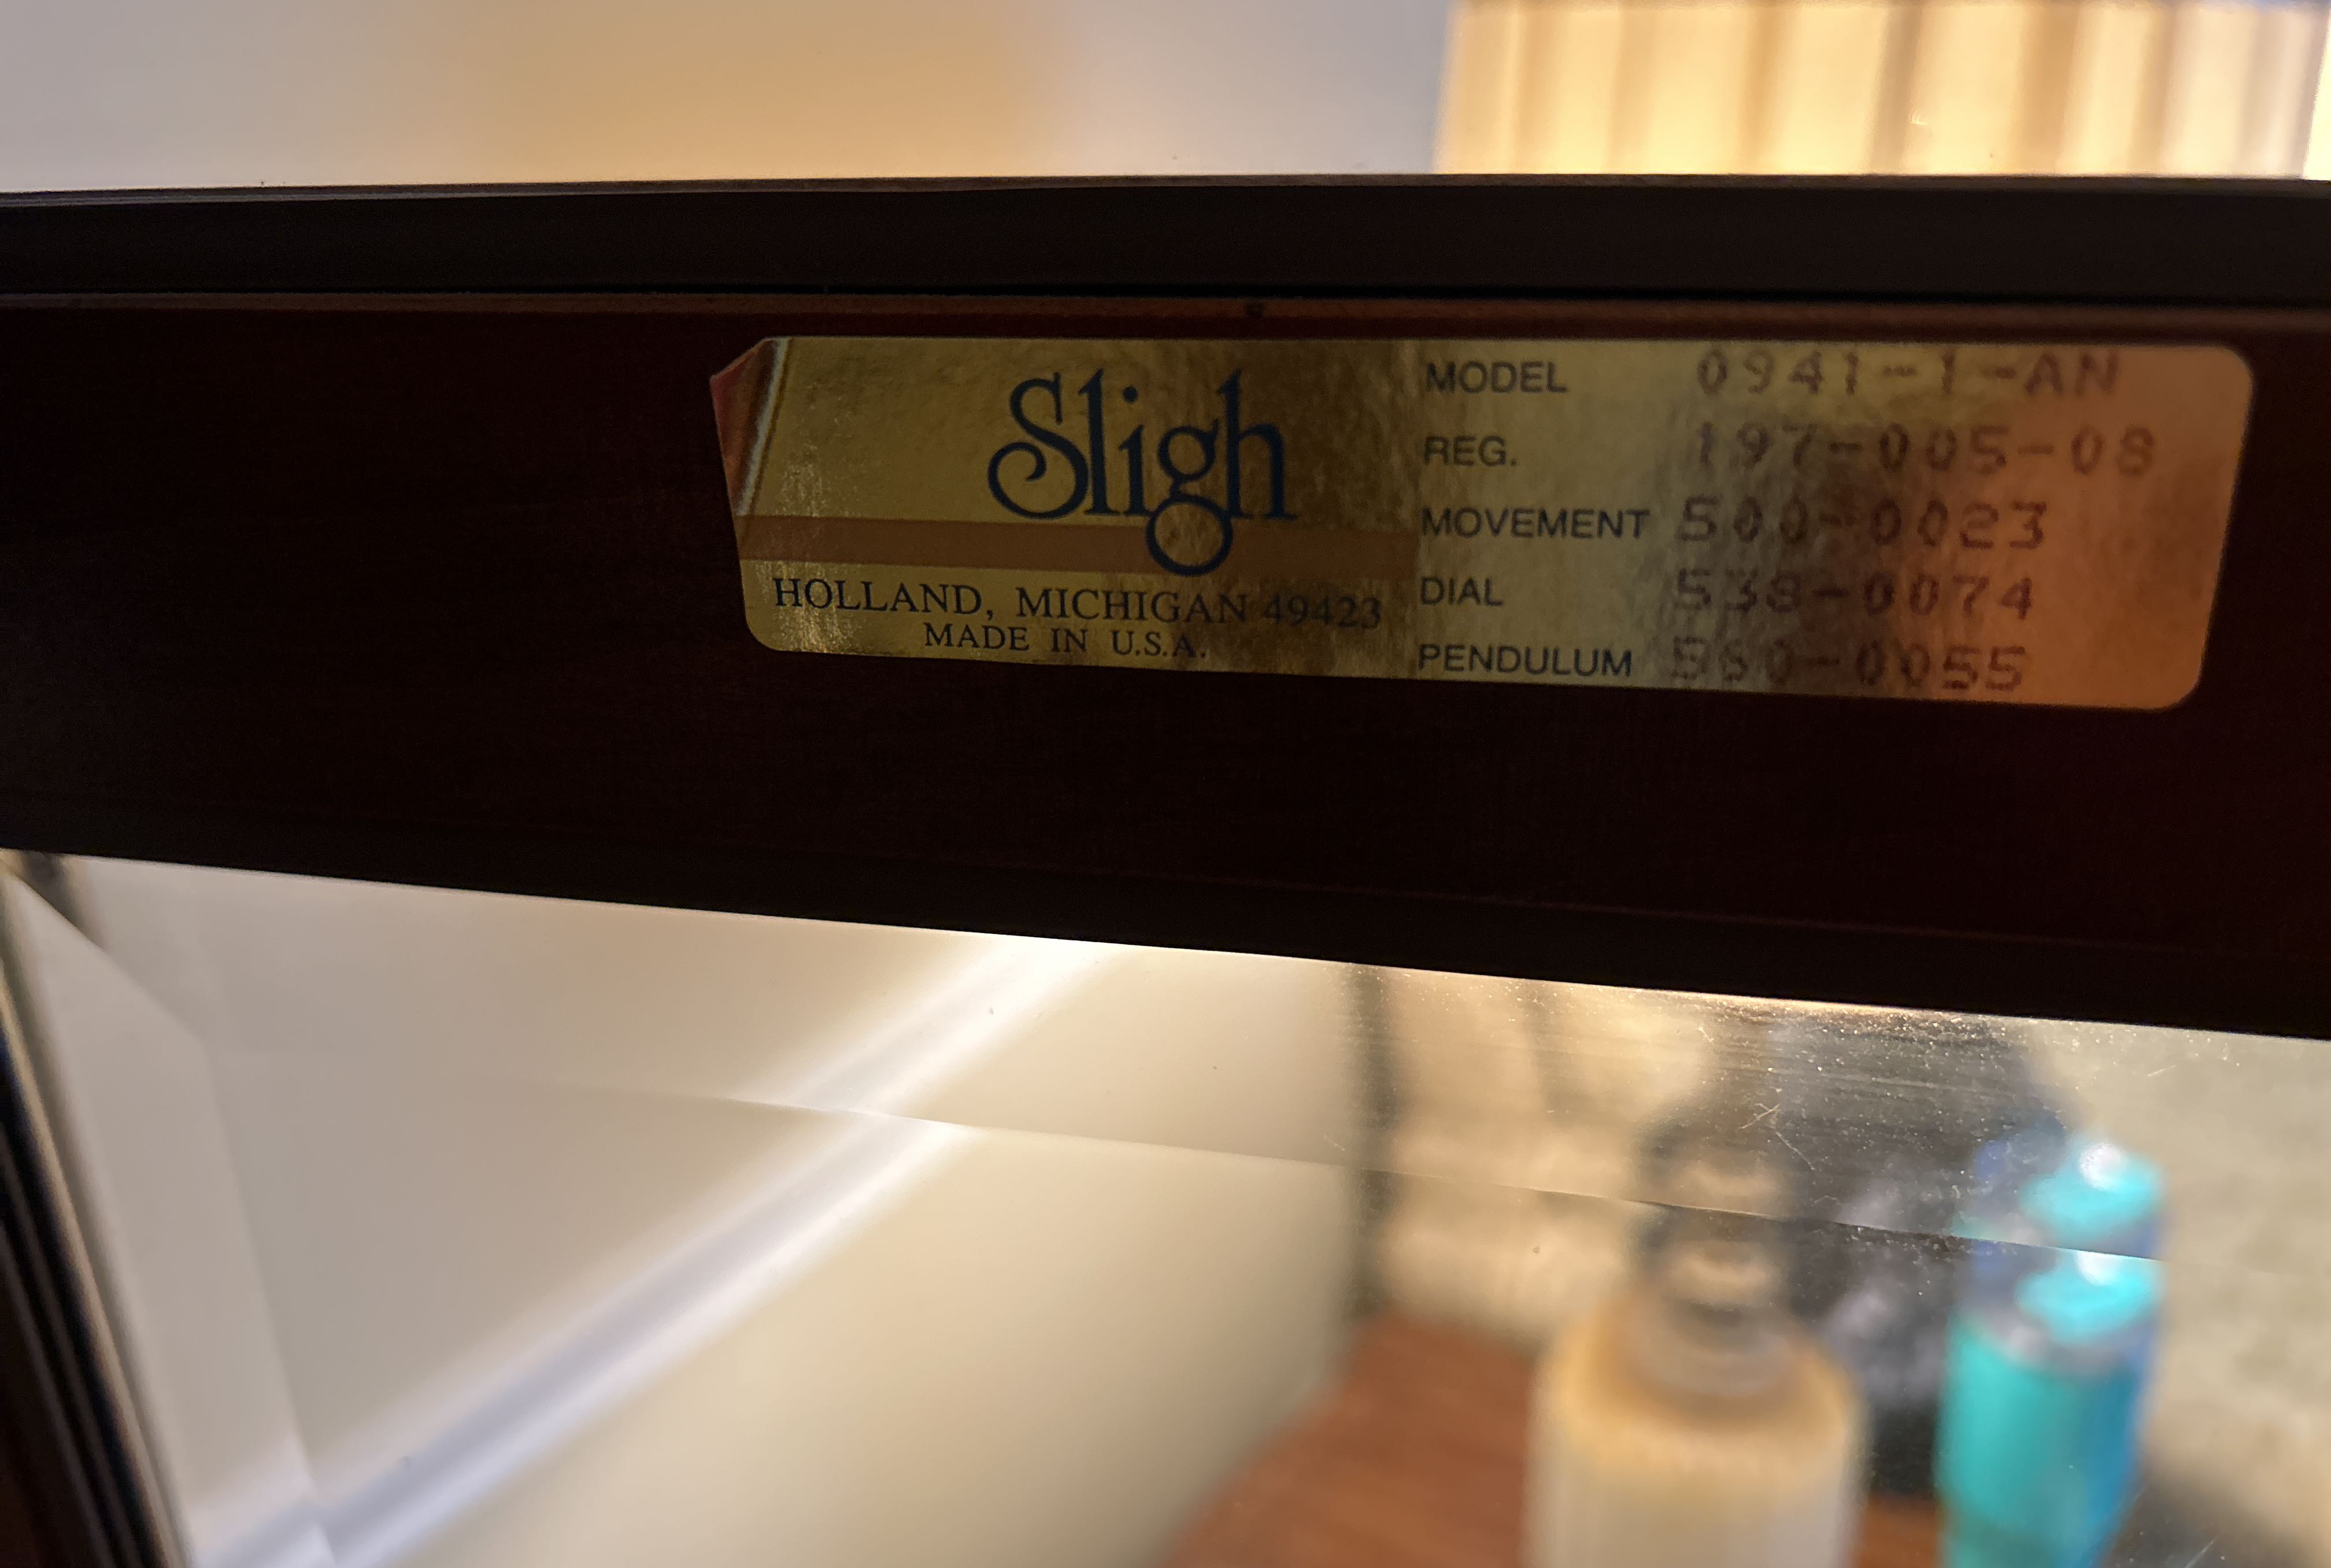 Sligh
HOLLAND, MICHIGAN 49423
MADE IN U.S.A.
MODEL 0941-1-AN
REG. 197-005-08
MOVEMENT 500-0023
DIAL 538-0074
PENDULUM 560-0055